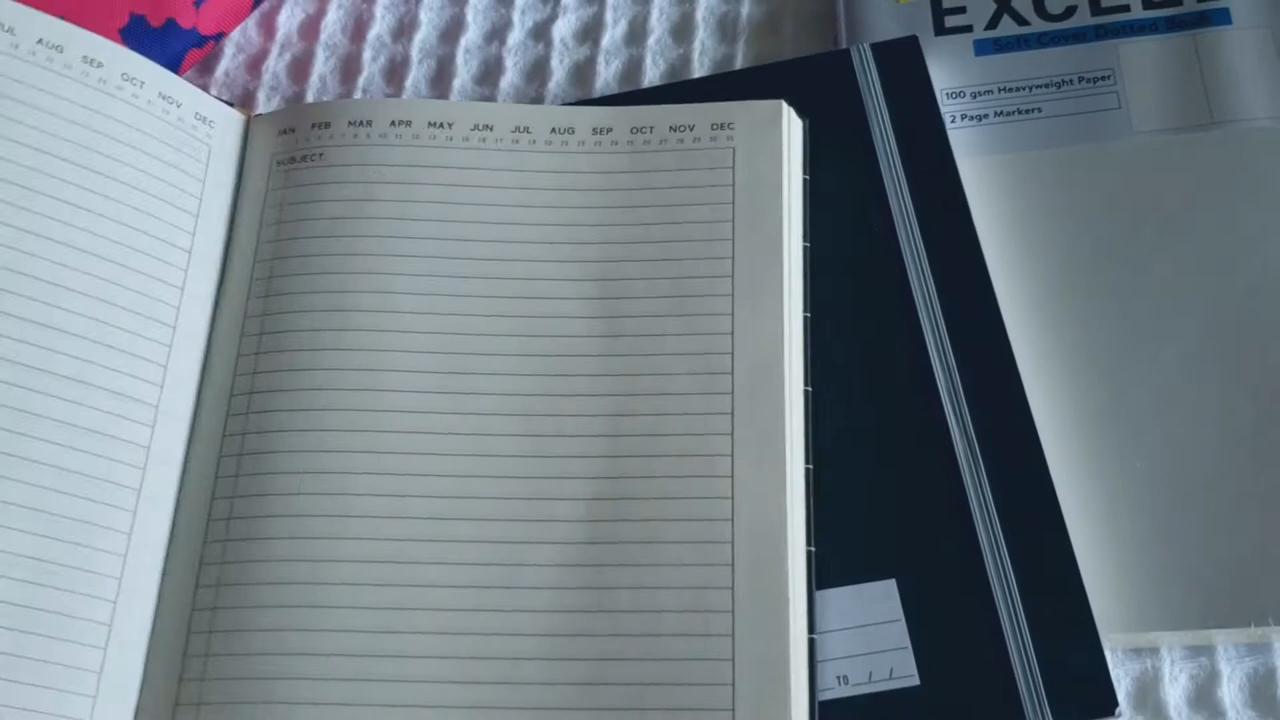 JUL AUG SEP OCT NOV DEC
JAN FEB MAR APR MAY JUN JUL AUG SEP OCT NOV DEC
SUBJECT
Soft Cover Dotted Book
100 gsm Heavyweight Paper
2 Page Markers
TO / /